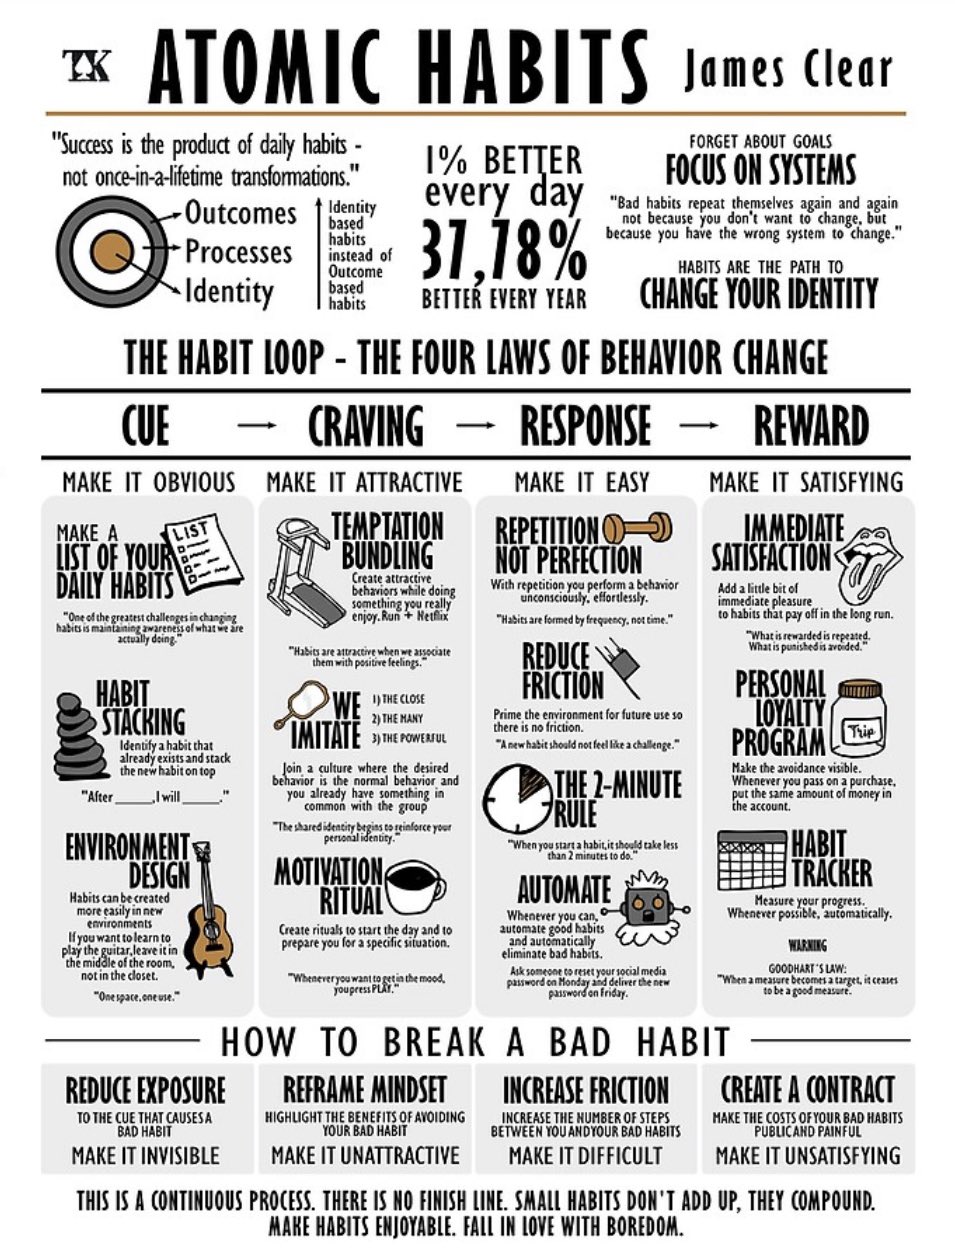 TK
ATOMIC HABITS
James Clear
"Success is the product of daily habits -
not once-in-a-lifetime transformations."
Outcomes
Processes
Identity
Identity
based
habits
instead of
Outcome
based
habits
1% BETTER
every day
37,78%
BETTER EVERY YEAR
FORGET ABOUT GOALS
FOCUS ON SYSTEMS
"Bad habits repeat themselves again and again
not because you don't want to change, but
because you have the wrong system to change."
HABITS ARE THE PATH TO
CHANGE YOUR IDENTITY
THE HABIT LOOP - THE FOUR LAWS OF BEHAVIOR CHANGE
CUE → CRAVING → RESPONSE → REWARD
MAKE IT OBVIOUS
MAKE A
LIST OF YOUR
DAILY HABITS
LIST
"One of the greatest challenges in changing
habits is maintaining awareness of what we are
actually doing."
HABIT
STACKING
Identify a habit that
already exists and stack
the new habit on top
"After _____,I will _____."
ENVIRONMENT
DESIGN
Habits can be created
more easily in new
environments
If you want to learn to
play the guitar,leave it in
the middle of the room,
not in the closet.
"One space, one use."
MAKE IT ATTRACTIVE
TEMPTATION
BUNDLING
Create attractive
behaviors while doing
something you really
enjoy. Run + Netflix
"Habits are attractive when we associate
them with positive feelings."
WE
IMITATE
1) THE CLOSE
2) THE MANY
3) THE POWERFUL
Join a culture where the desired
behavior is the normal behavior and
you already have something in
common with the group
"The shared identity begins to reinforce your
personal identity."
MOTIVATION
RITUAL
Create rituals to start the day and to
prepare you for a specific situation.
"Whenever you want to get in the mood,
you press PLAY."
MAKE IT EASY
REPETITION
NOT PERFECTION
With repetition you perform a behavior
unconsciously, effortlessly.
"Habits are formed by frequency, not time."
REDUCE
FRICTION
Prime the environment for future use so
there is no friction.
"A new habit should not feel like a challenge."
THE 2-MINUTE
RULE
"When you start a habit,it should take less
than 2 minutes to do."
AUTOMATE
Whenever you can,
automate good habits
and automatically
eliminate bad habits.
Ask someone to reset your social media
password on Monday and deliver the new
password on Friday.
MAKE IT SATISFYING
IMMEDIATE
SATISFACTION
Add a little bit of
immediate pleasure
to habits that pay off in the long run.
"What is rewarded is repeated.
What is punished is avoided."
PERSONAL
LOYALTY
PROGRAM
Trip
Make the avoidance visible.
Whenever you pass on a purchase,
put the same amount of money in
the account.
HABIT
TRACKER
Measure your progress.
Whenever possible, automatically.
WARNING
GOODHART'S LAW:
"When a measure becomes a target, it ceases
to be a good measure.
HOW TO BREAK A BAD HABIT
REDUCE EXPOSURE
TO THE CUE THAT CAUSES A
BAD HABIT
MAKE IT INVISIBLE
REFRAME MINDSET
HIGHLIGHT THE BENEFITS OF AVOIDING
YOUR BAD HABIT
MAKE IT UNATTRACTIVE
INCREASE FRICTION
INCREASE THE NUMBER OF STEPS
BETWEEN YOU AND YOUR BAD HABITS
MAKE IT DIFFICULT
CREATE A CONTRACT
MAKE THE COSTS OF YOUR BAD HABITS
PUBLIC AND PAINFUL
MAKE IT UNSATISFYING
THIS IS A CONTINUOUS PROCESS. THERE IS NO FINISH LINE. SMALL HABITS DON'T ADD UP, THEY COMPOUND.
MAKE HABITS ENJOYABLE. FALL IN LOVE WITH BOREDOM.